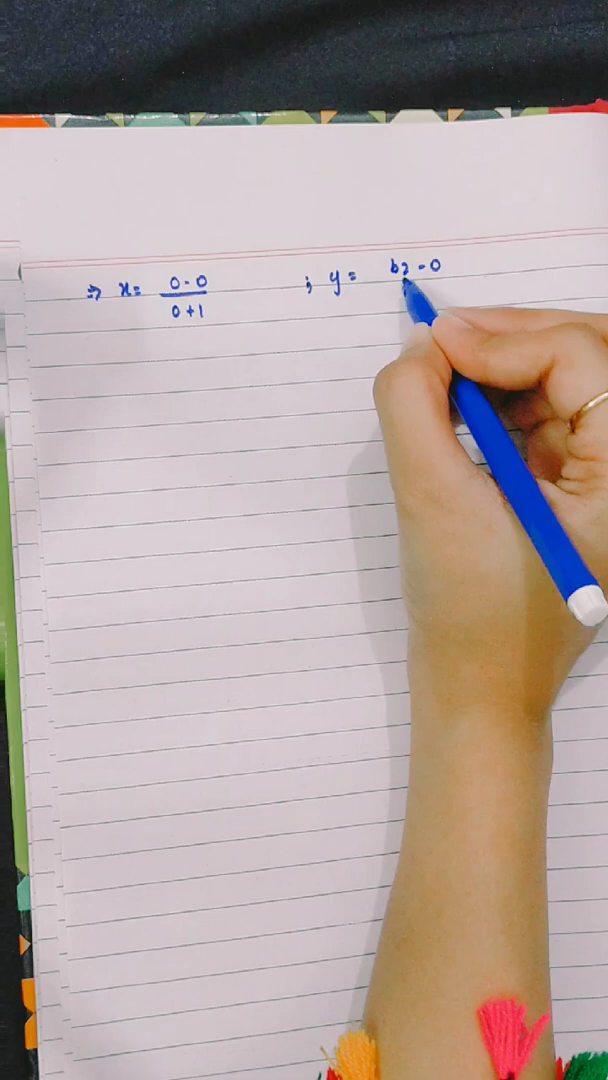 ⇒ x = 0-0/0+1 ; y = b2-0